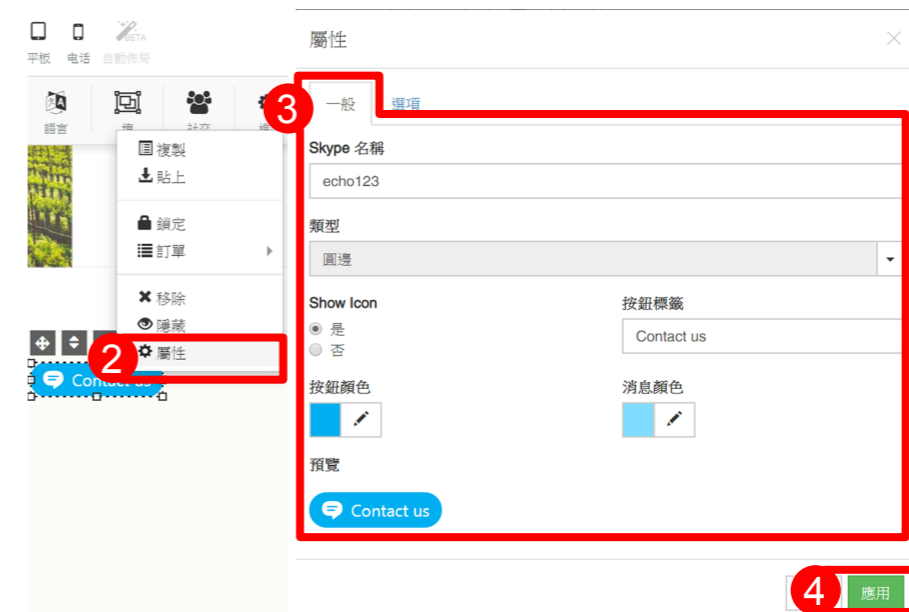 BETA
平板 电话 自動佈局
語言
社交
複製
貼上
鎖定
訂單
移除
隱藏
2
屬性
Contact us
屬性
3
一般 選項
Skype 名稱
echo123
類型
圓邊
Show Icon
是
否
按鈕標籤
Contact us
按鈕顏色
消息顏色
預覽
Contact us
4
應用